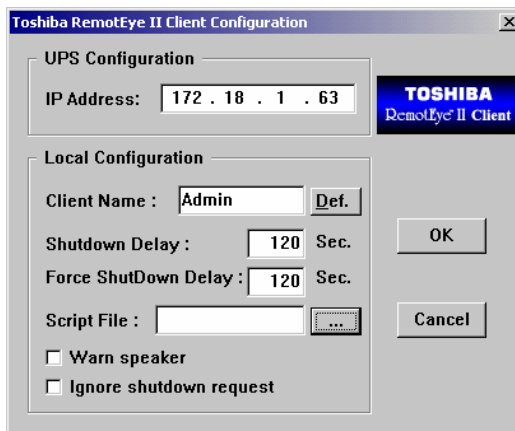 Toshiba RemotEye II Client Configuration
UPS Configuration
IP Address: 172 . 18 . 1 . 63
TOSHIBA
RemotEye II Client
Local Configuration
Client Name : Admin Def.
Shutdown Delay : 120 Sec.
Force ShutDown Delay : 120 Sec.
Script File : ...
Warn speaker
Ignore shutdown request
OK
Cancel